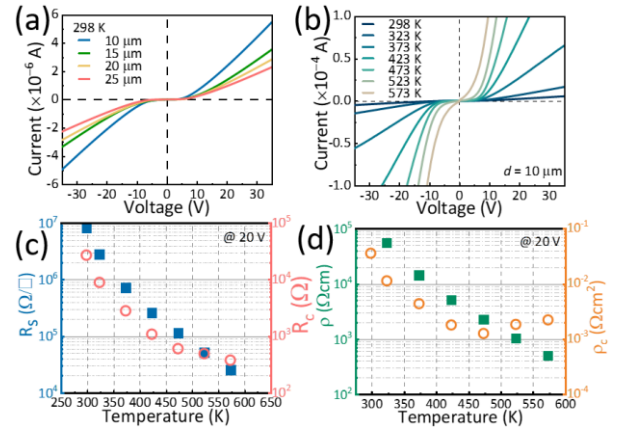 (a)
298 K
10 μm
15 μm
20 μm
25 μm
Current (×10⁻⁶ A)
6
3
0
-3
-6
-30 -20 -10 0 10 20 30
Voltage (V)
(b)
298 K
323 K
373 K
423 K
473 K
523 K
573 K
d = 10 μm
Current (×10⁻⁴ A)
1.0
0.5
0.0
-0.5
-1.0
-30 -20 -10 0 10 20 30
Voltage (V)
(c)
@ 20 V
R_S (Ω/□)
10⁷
10⁶
10⁵
10⁴
R_C (Ω)
10⁵
10⁴
10³
10²
250 300 350 400 450 500 550 600 650
Temperature (K)
(d)
@ 20 V
ρ (Ωcm)
10⁵
10⁴
10³
10²
ρ_C (Ωcm²)
10⁻¹
10⁻²
10⁻³
10⁻⁴
300 350 400 450 500 550 600
Temperature (K)